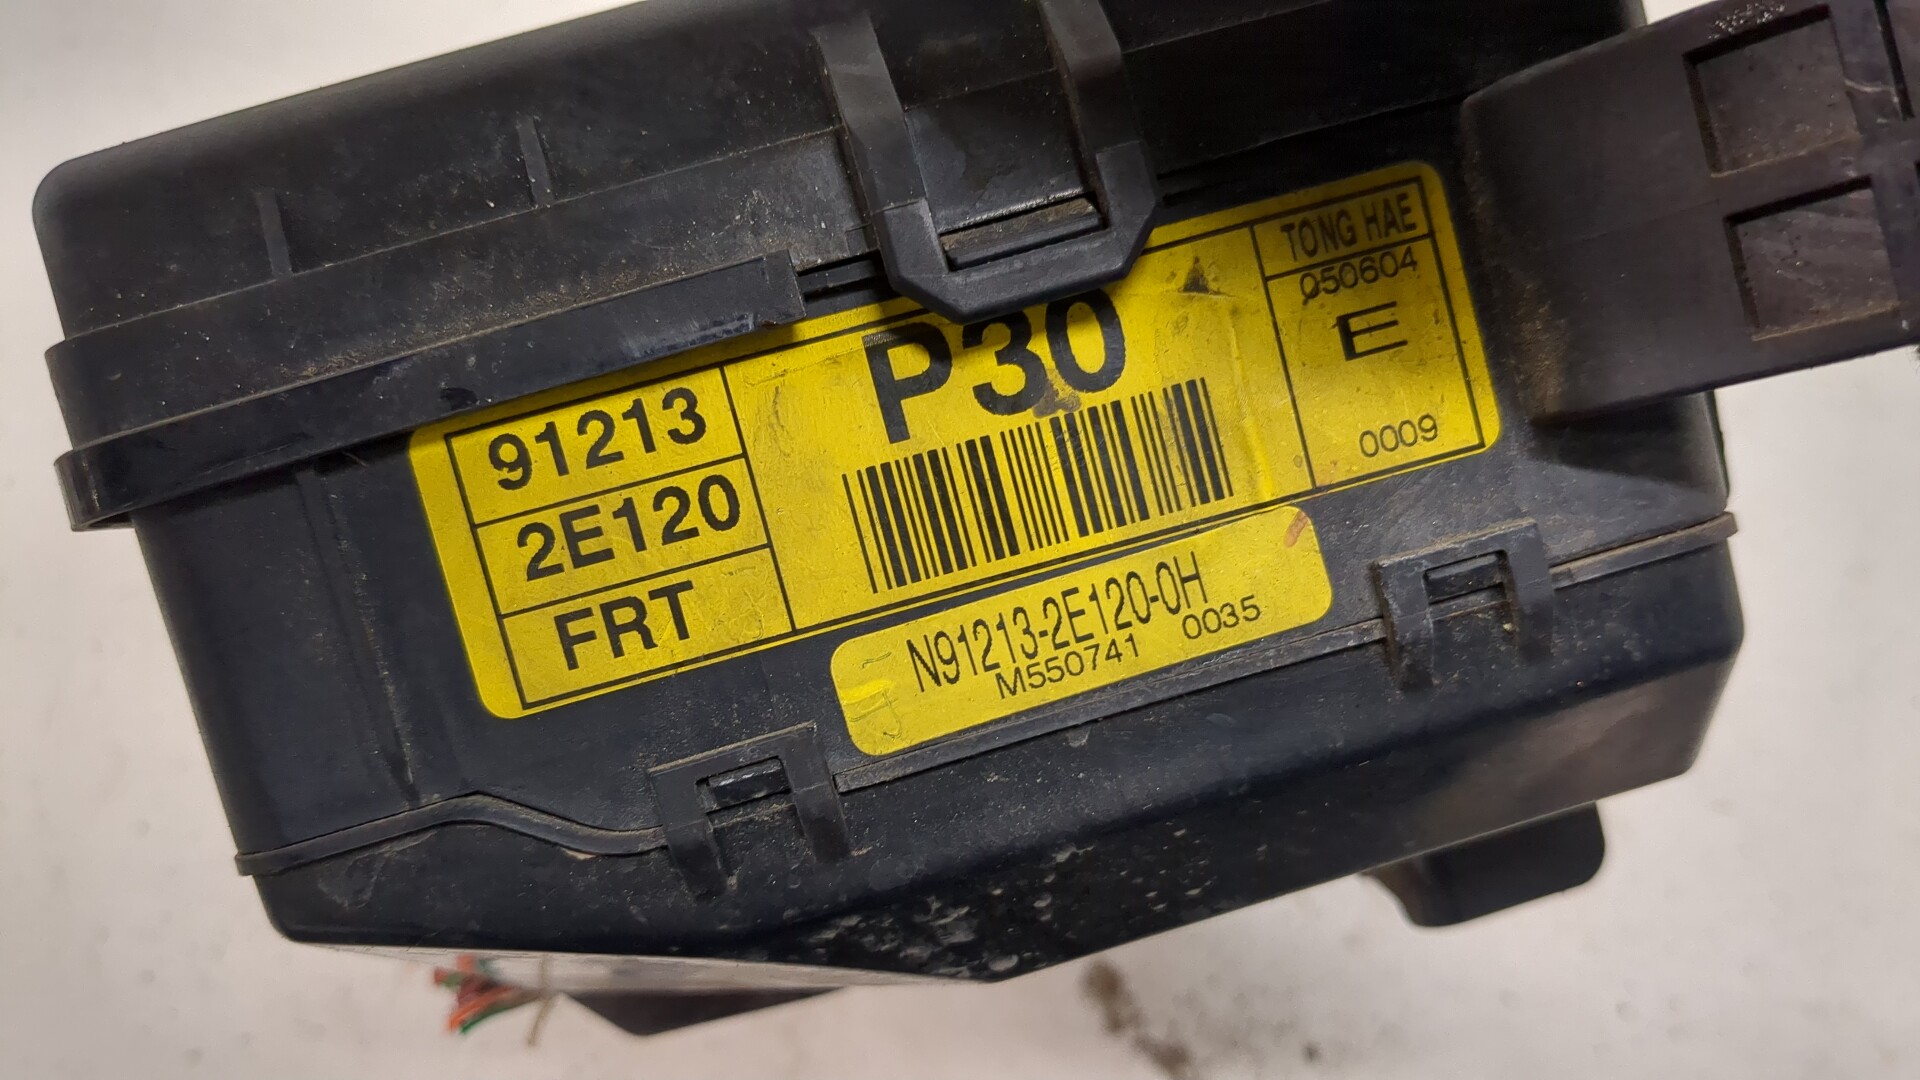 91213
2E120
FRT
P30
TONG HAE
050604
E
0009
N91213-2E120-0H
M550741 0035